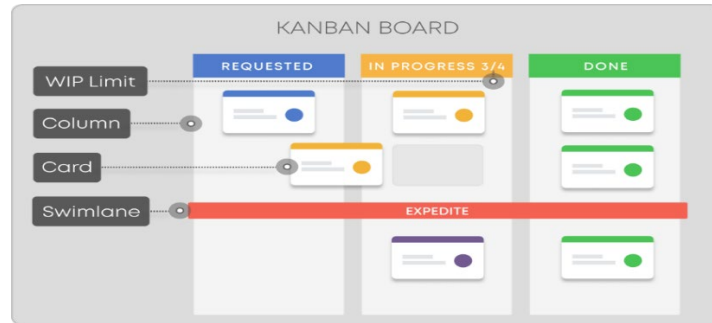 KANBAN BOARD
REQUESTED
IN PROGRESS 3/4
DONE
WIP Limit
Column
Card
Swimlane
EXPEDITE